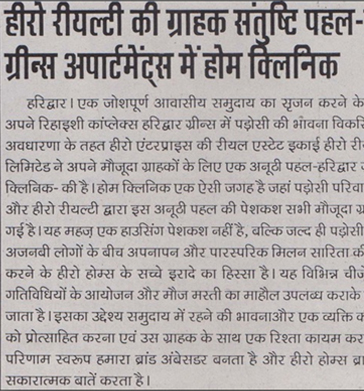 हीरो रीयल्टी की ग्राहक संतुष्टि पहल-
ग्रीन्स अपार्टमेंट्स में होम क्लिनिक
हरिद्वार। एक जोशपूर्ण आवासीय समुदाय का सृजन करने के
अपने रिहाइशी कांप्लेक्स हरिद्वार ग्रीन्स में पड़ोसी की भावना विकसि
अवधारणा के तहत हीरो एंटरप्राइस की रीयल एस्टेट इकाई हीरो री
लिमिटेड ने अपने मौजूदा ग्राहकों के लिए एक अनूठी पहल-हरिद्वार
क्लिनिक- की है। होम क्लिनिक एक ऐसी जगह है जहां पड़ोसी परिवा
और हीरो रियल्टी द्वारा इस अनूठी पहल की पेशकश सभी मौजूदा ग्र
गई है। यह महज़ एक हाउसिंग पेशकश नहीं है, बल्कि जल्द ही पड़ोसी
अजनबी लोगों के बीच अपनापन और पारस्परिक मिलन सारिता की
करने के हीरो होम्स के सच्चे इरादे का हिस्सा है। यह विभिन्न चीज
गतिविधियों के आयोजन और मौज मस्ती का माहौल उपलब्ध कराके
जाता है। इसका उद्देश्य समुदाय में रहने की भावनाऔर एक व्यक्ति क
को प्रोत्साहित करना एवं उस ग्राहक के साथ एक रिश्ता कायम कर
परिणाम स्वरूप हमारा ब्रांड अंबेसडर बनता है और हीरो होम्स ब्रा
सकारात्मक बातें करता है।